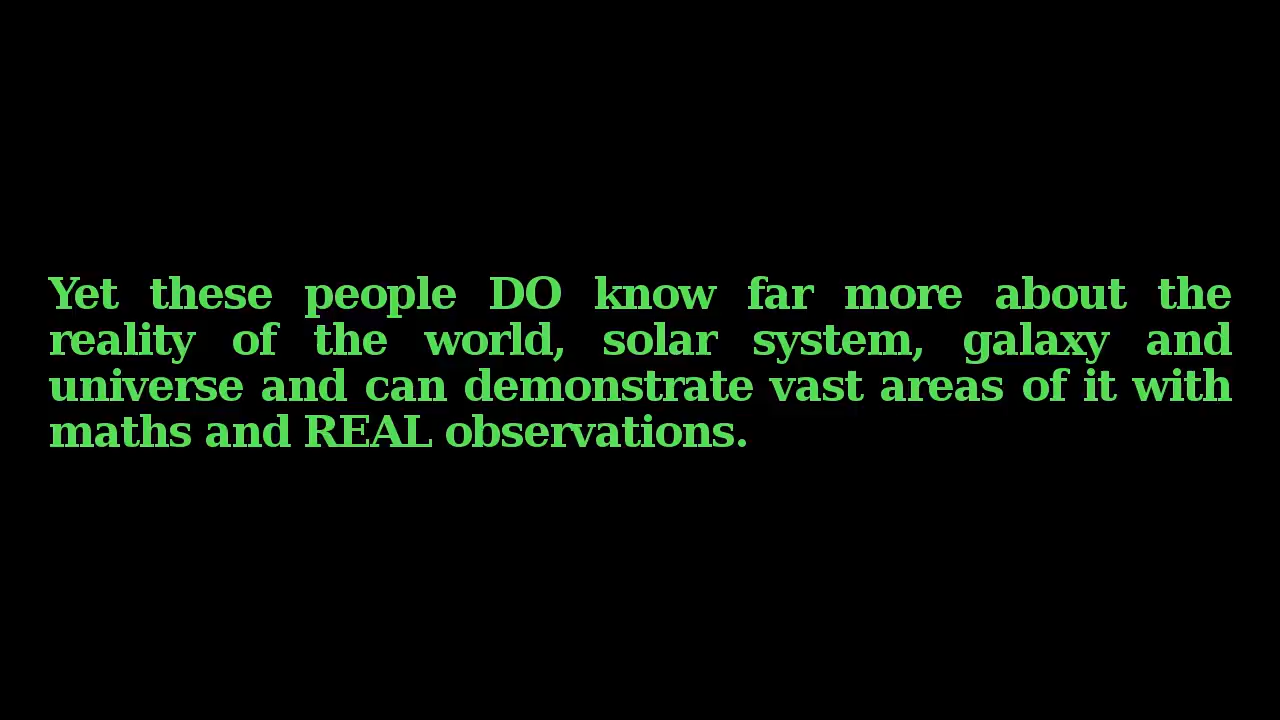 Yet these people DO know far more about the
reality of the world, solar system, galaxy and
universe and can demonstrate vast areas of it with
maths and REAL observations.